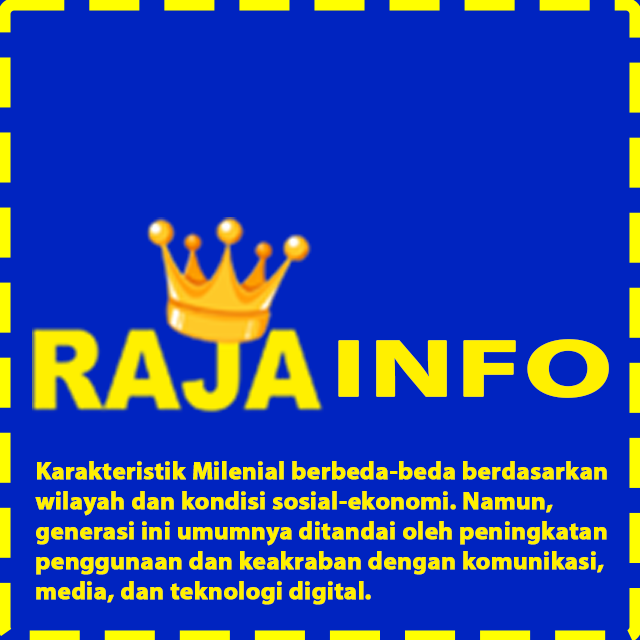 RAJA INFO
Karakteristik Milenial berbeda-beda berdasarkan
wilayah dan kondisi sosial-ekonomi. Namun,
generasi ini umumnya ditandai oleh peningkatan
penggunaan dan keakraban dengan komunikasi,
media, dan teknologi digital.